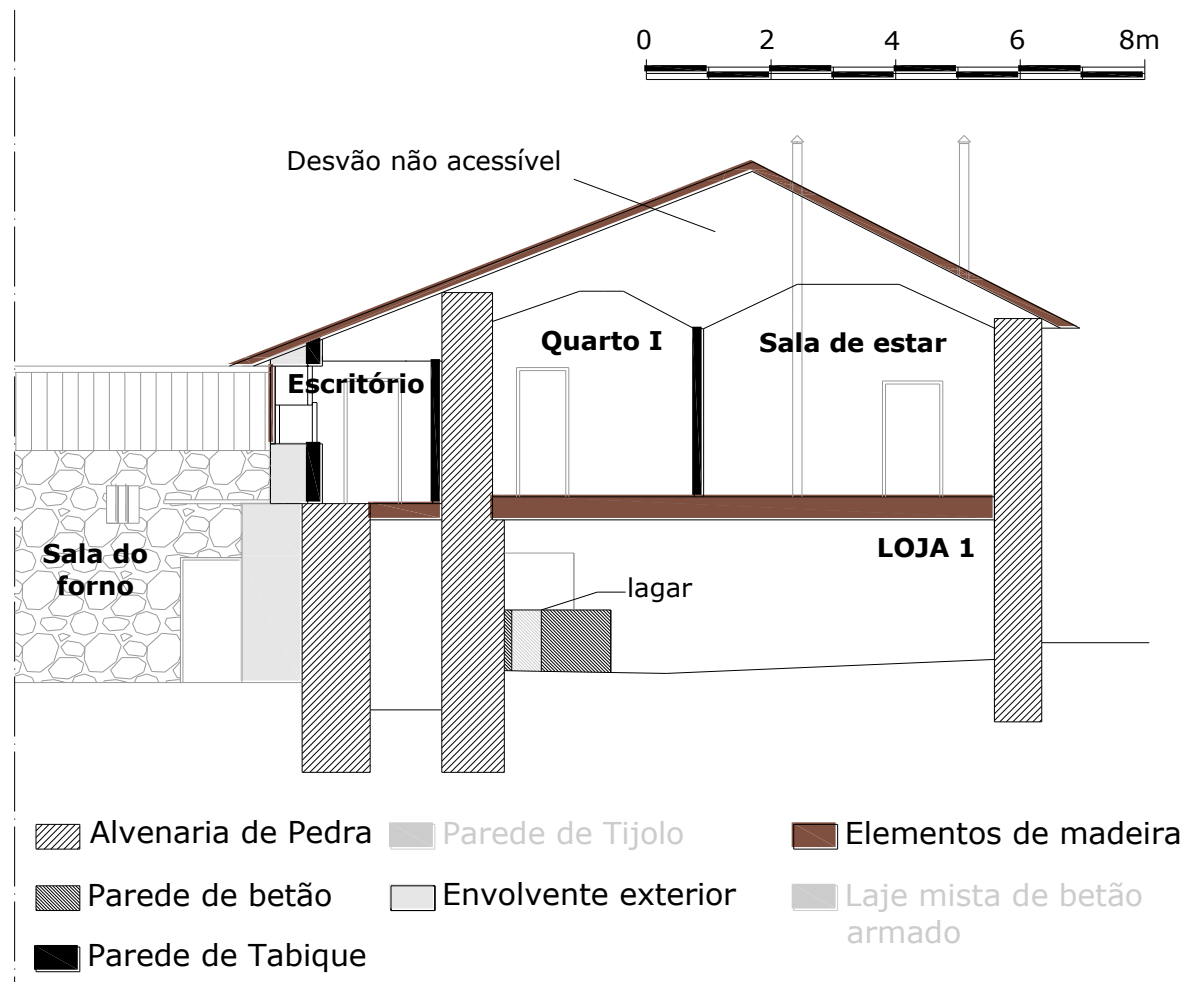 0 2 4 6 8m
Desvão não acessível
Quarto I
Sala de estar
Escritório
Sala do
forno
LOJA 1
lagar
Alvenaria de Pedra
Parede de Tijolo
Elementos de madeira
Parede de betão
Envolvente exterior
Laje mista de betão
armado
Parede de Tabique